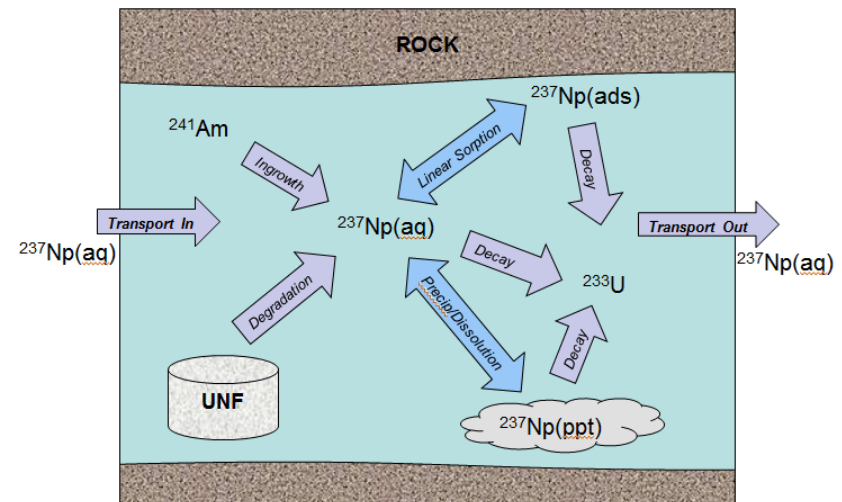 ROCK
²³⁷Np(ads)
²⁴¹Am
Linear Sorption
Ingrowth
Decay
Transport In
²³⁷Np(aq)
Transport Out
²³⁷Np(aq)
Decay
²³⁷Np(aq)
²³³U
Degradation
Precip/Dissolution
Decay
UNF
²³⁷Np(ppt)